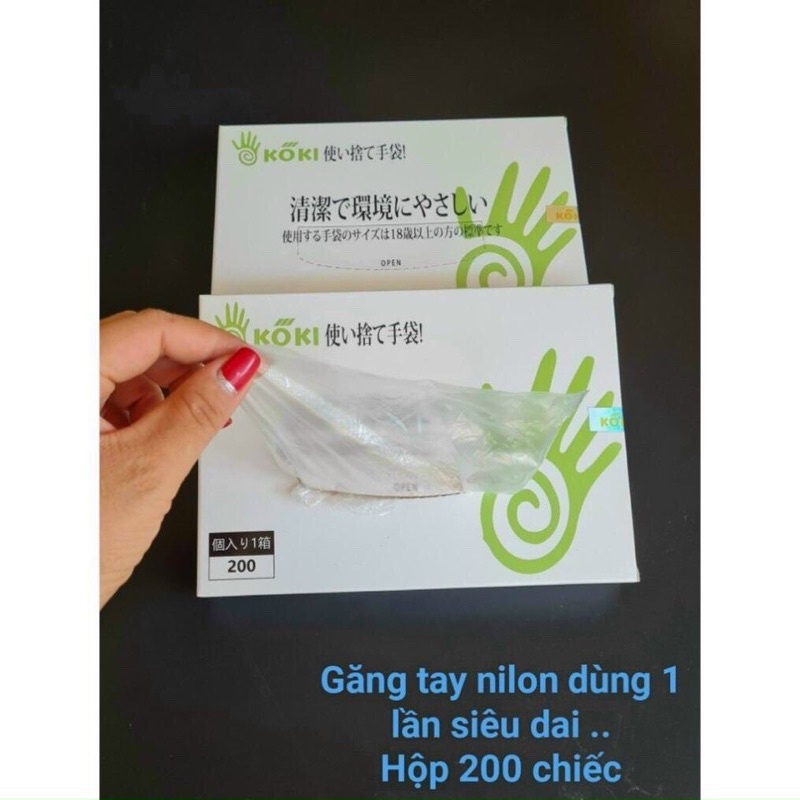 KOKI 使い捨て手袋!
清潔で環境にやさしい
使用する手袋のサイズは18歳以上の方の標準です
OPEN
KOKI 使い捨て手袋!
OPEN
個入り1箱
200
Găng tay nilon dùng 1
lần siêu dai ..
Hộp 200 chiếc